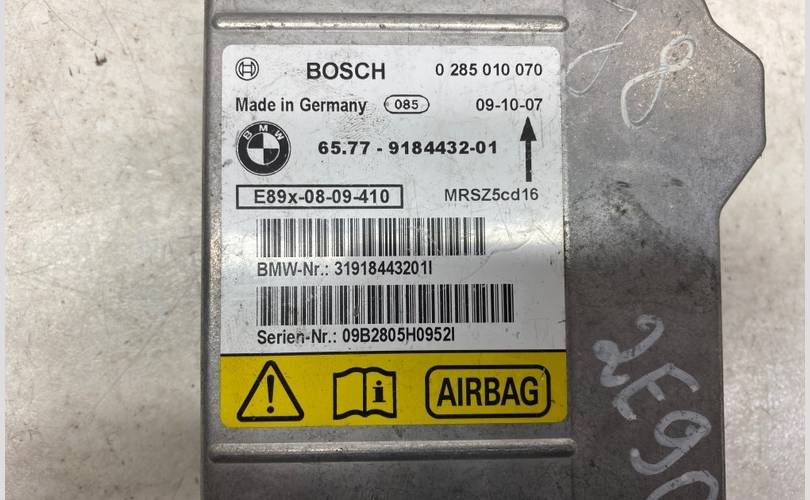 BOSCH 0 285 010 070
Made in Germany 085 09-10-07
BMW 65.77 - 9184432-01
E89x-08-09-410 MRSZ5cd16
BMW-Nr.: 31918443201I
Serien-Nr.: 09B2805H0952I
AIRBAG